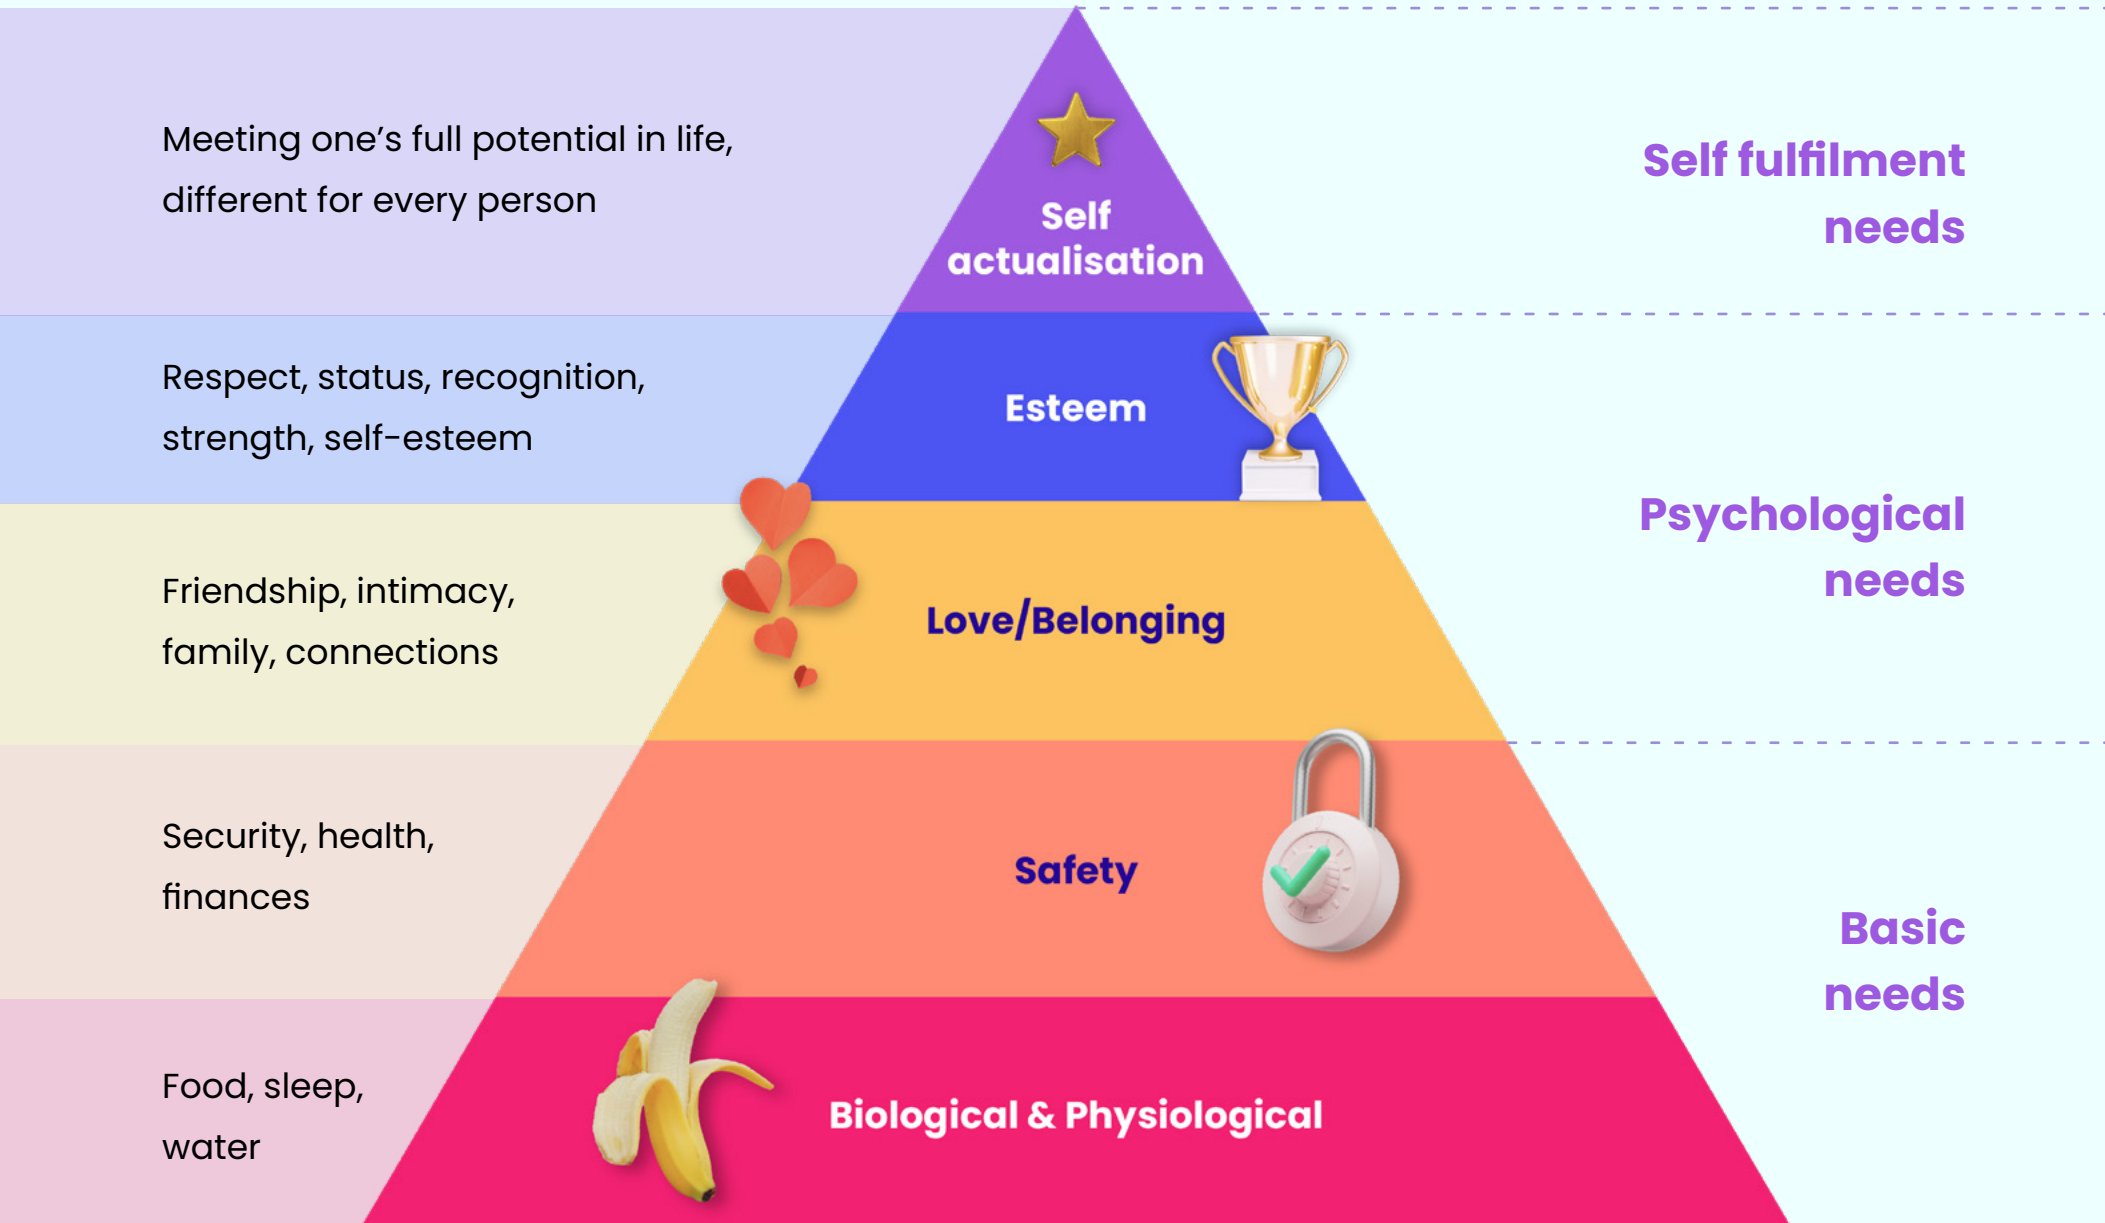 Meeting one’s full potential in life,
different for every person
Self
actualisation
Self fulfilment
needs
Respect, status, recognition,
strength, self-esteem
Esteem
Psychological
needs
Friendship, intimacy,
family, connections
Love/Belonging
Security, health,
finances
Safety
Basic
needs
Food, sleep,
water
Biological & Physiological